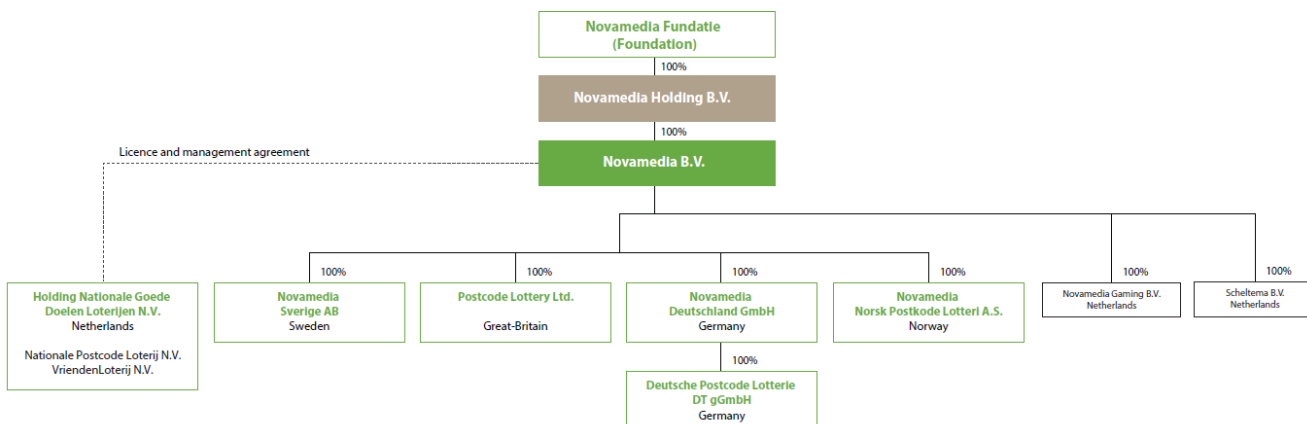 Novamedia Fundatie
(Foundation)
100%
Novamedia Holding B.V.
100%
Licence and management agreement
Novamedia B.V.
100%
100%
100%
100%
100%
100%
Holding Nationale Goede
Doelen Loterijen N.V.
Netherlands
Nationale Postcode Loterij N.V.
VriendenLoterij N.V.
Novamedia
Sverige AB
Sweden
Postcode Lottery Ltd.
Great-Britain
Novamedia
Deutschland GmbH
Germany
Novamedia
Norsk Postkode Lotteri A.S.
Norway
Novamedia Gaming B.V.
Netherlands
Scheltema B.V.
Netherlands
100%
Deutsche Postcode Lotterie
DT gGmbH
Germany